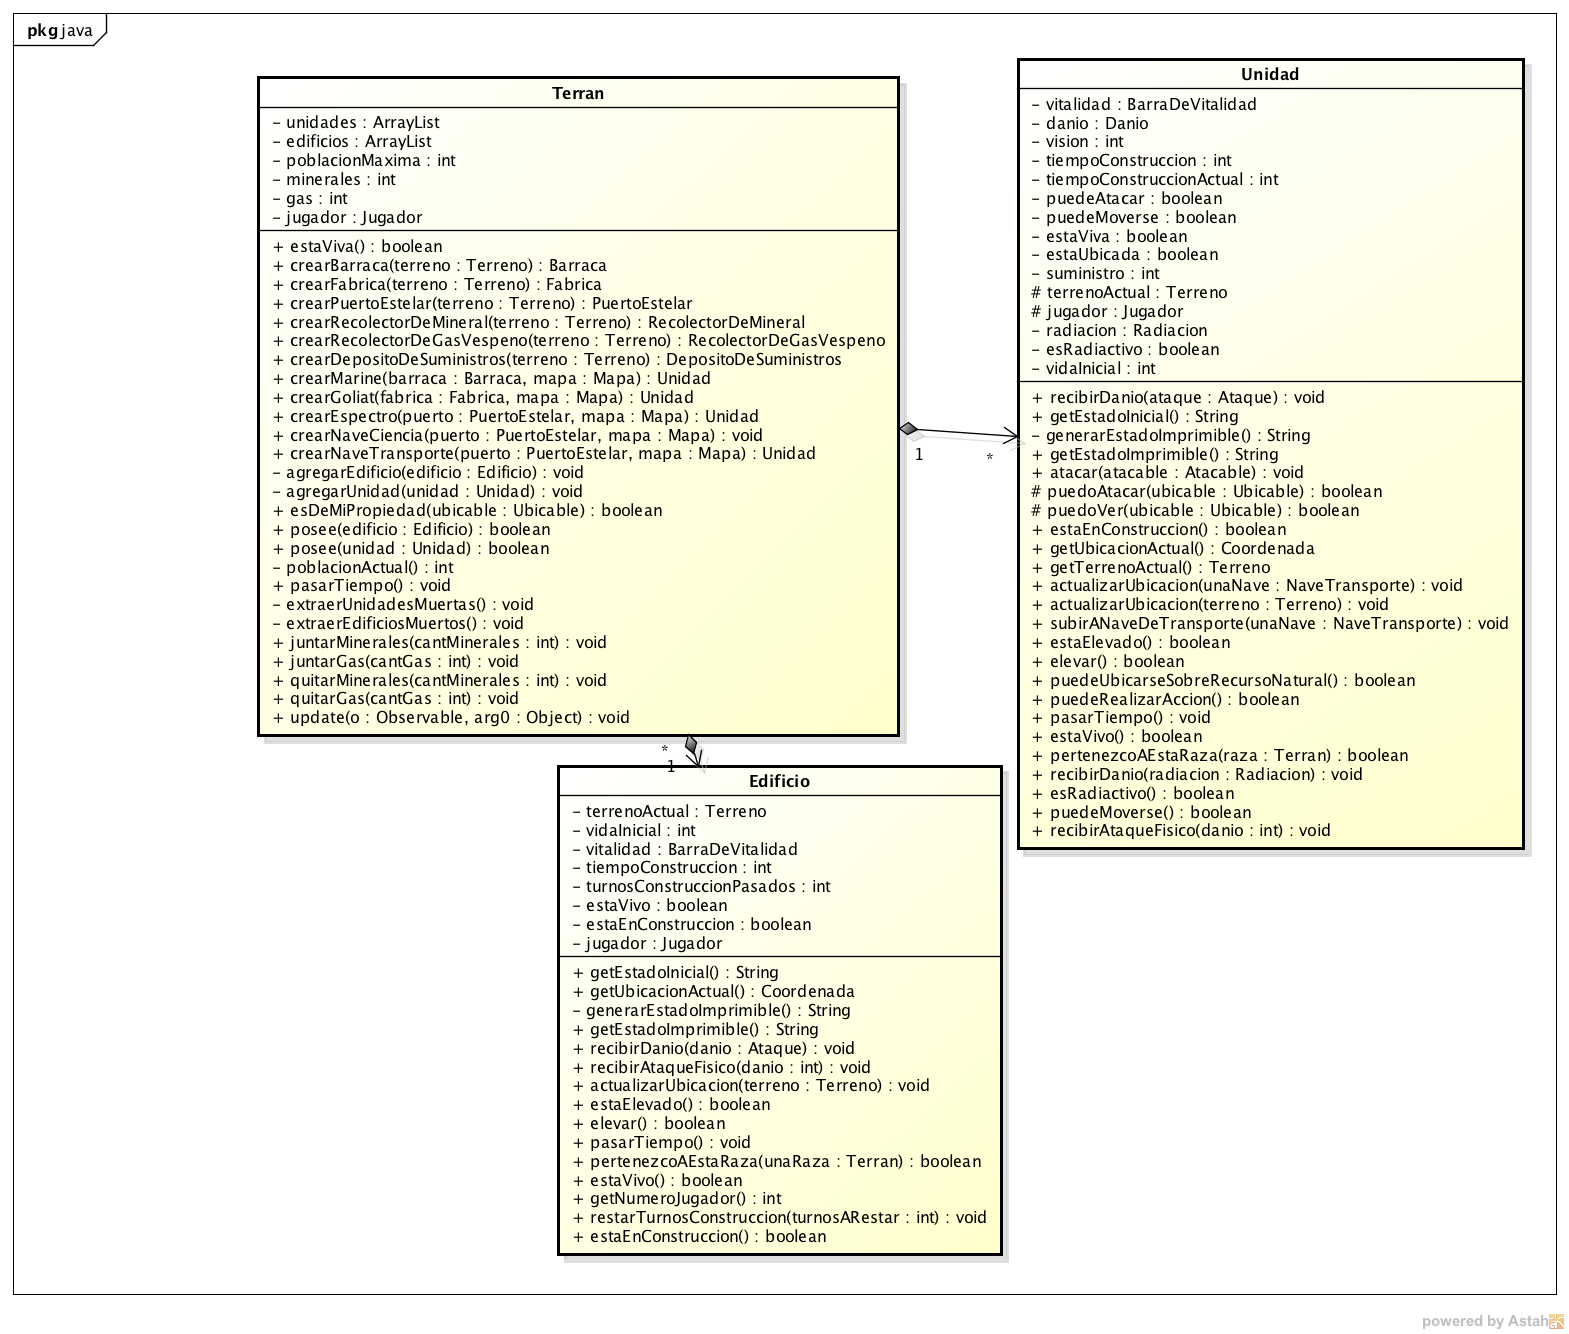 pkg java
Terran
- unidades : ArrayList
- edificios : ArrayList
- poblacionMaxima : int
- minerales : int
- gas : int
- jugador : Jugador
+ estaViva() : boolean
+ crearBarraca(terreno : Terreno) : Barraca
+ crearFabrica(terreno : Terreno) : Fabrica
+ crearPuertoEstelar(terreno : Terreno) : PuertoEstelar
+ crearRecolectorDeMineral(terreno : Terreno) : RecolectorDeMineral
+ crearRecolectorDeGasVespeno(terreno : Terreno) : RecolectorDeGasVespeno
+ crearDepositoDeSuministros(terreno : Terreno) : DepositoDeSuministros
+ crearMarine(barraca : Barraca, mapa : Mapa) : Unidad
+ crearGoliat(fabrica : Fabrica, mapa : Mapa) : Unidad
+ crearEspectro(puerto : PuertoEstelar, mapa : Mapa) : Unidad
+ crearNaveCiencia(puerto : PuertoEstelar, mapa : Mapa) : void
+ crearNaveTransporte(puerto : PuertoEstelar, mapa : Mapa) : Unidad
- agregarEdificio(edificio : Edificio) : void
- agregarUnidad(unidad : Unidad) : void
+ esDeMiPropiedad(ubicable : Ubicable) : boolean
+ posee(edificio : Edificio) : boolean
+ posee(unidad : Unidad) : boolean
- poblacionActual() : int
+ pasarTiempo() : void
- extraerUnidadesMuertas() : void
- extraerEdificiosMuertos() : void
+ juntarMinerales(cantMinerales : int) : void
+ juntarGas(cantGas : int) : void
+ quitarMinerales(cantMinerales : int) : void
+ quitarGas(cantGas : int) : void
+ update(o : Observable, arg0 : Object) : void
1
*
Unidad
- vitalidad : BarraDeVitalidad
- danio : Danio
- vision : int
- tiempoConstruccion : int
- tiempoConstruccionActual : int
- puedeAtacar : boolean
- puedeMoverse : boolean
- estaViva : boolean
- estaUbicada : boolean
- suministro : int
# terrenoActual : Terreno
# jugador : Jugador
- radiacion : Radiacion
- esRadiactivo : boolean
- vidaInicial : int
+ recibirDanio(ataque : Ataque) : void
+ getEstadoInicial() : String
- generarEstadoImprimible() : String
+ getEstadoImprimible() : String
+ atacar(atacable : Atacable) : void
# puedoAtacar(ubicable : Ubicable) : boolean
# puedoVer(ubicable : Ubicable) : boolean
+ estaEnConstruccion() : boolean
+ getUbicacionActual() : Coordenada
+ getTerrenoActual() : Terreno
+ actualizarUbicacion(unaNave : NaveTransporte) : void
+ actualizarUbicacion(terreno : Terreno) : void
+ subirANaveDeTransporte(unaNave : NaveTransporte) : void
+ estaElevado() : boolean
+ elevar() : boolean
+ puedeUbicarseSobreRecursoNatural() : boolean
+ puedeRealizarAccion() : boolean
+ pasarTiempo() : void
+ estaVivo() : boolean
+ pertenezcoAEstaRaza(raza : Terran) : boolean
+ recibirDanio(radiacion : Radiacion) : void
+ esRadiactivo() : boolean
+ puedeMoverse() : boolean
+ recibirAtaqueFisico(danio : int) : void
*
1
Edificio
- terrenoActual : Terreno
- vidaInicial : int
- vitalidad : BarraDeVitalidad
- tiempoConstruccion : int
- turnosConstruccionPasados : int
- estaVivo : boolean
- estaEnConstruccion : boolean
- jugador : Jugador
+ getEstadoInicial() : String
+ getUbicacionActual() : Coordenada
- generarEstadoImprimible() : String
+ getEstadoImprimible() : String
+ recibirDanio(danio : Ataque) : void
+ recibirAtaqueFisico(danio : int) : void
+ actualizarUbicacion(terreno : Terreno) : void
+ estaElevado() : boolean
+ elevar() : boolean
+ pasarTiempo() : void
+ pertenezcoAEstaRaza(unaRaza : Terran) : boolean
+ estaVivo() : boolean
+ getNumeroJugador() : int
+ restarTurnosConstruccion(turnosARestar : int) : void
+ estaEnConstruccion() : boolean
powered by Astah